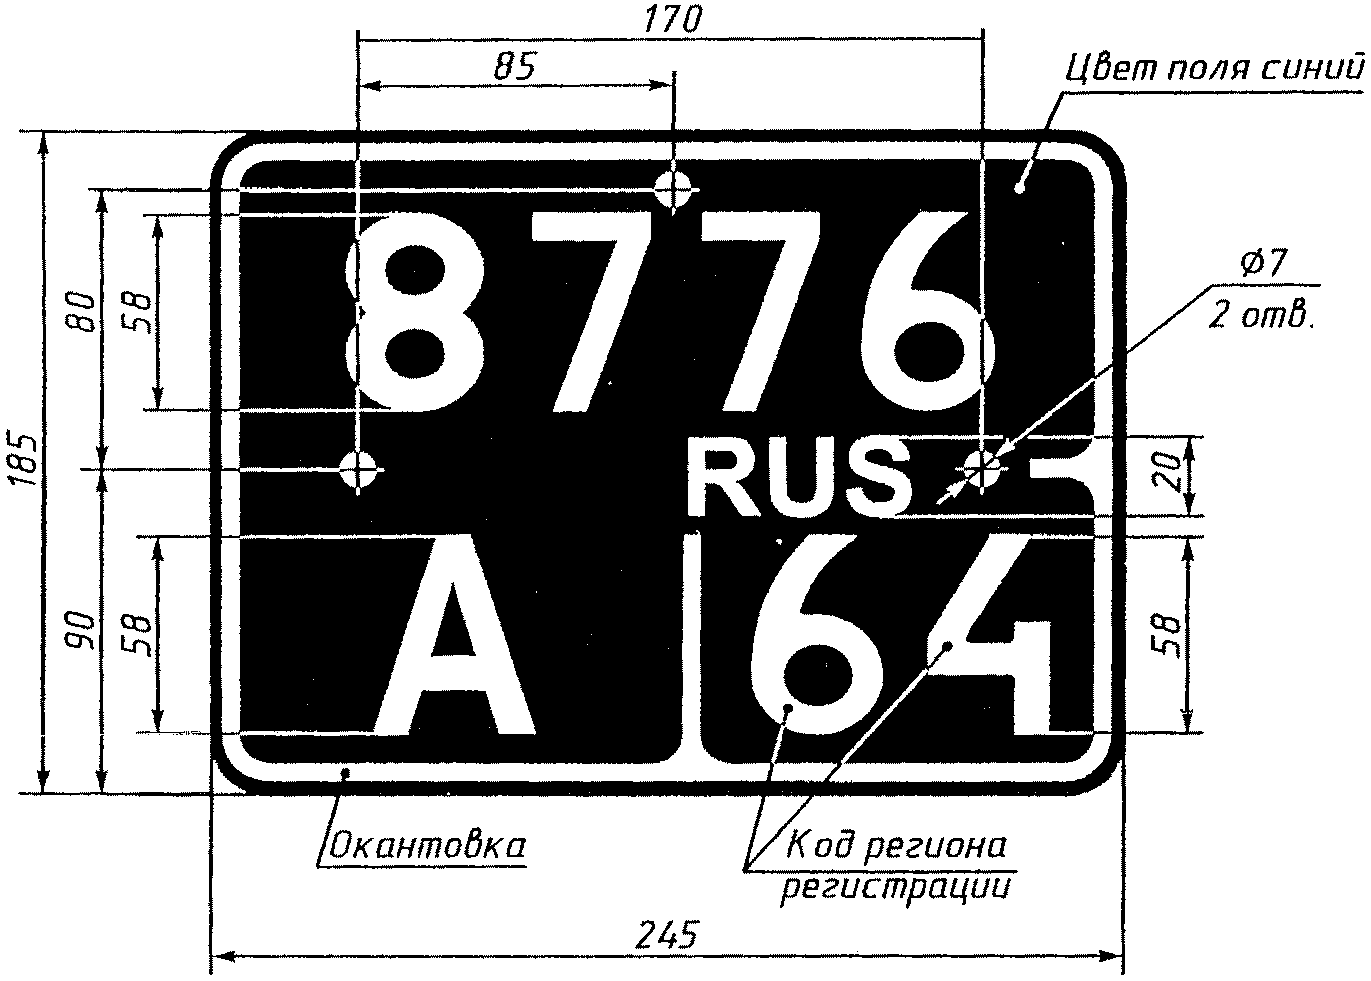 170
85
Цвет поля синий
8776
80
58
Ø7
2 отв.
185
RUS
20
A 64
90
58
58
Окантовка
Код региона
регистрации
245